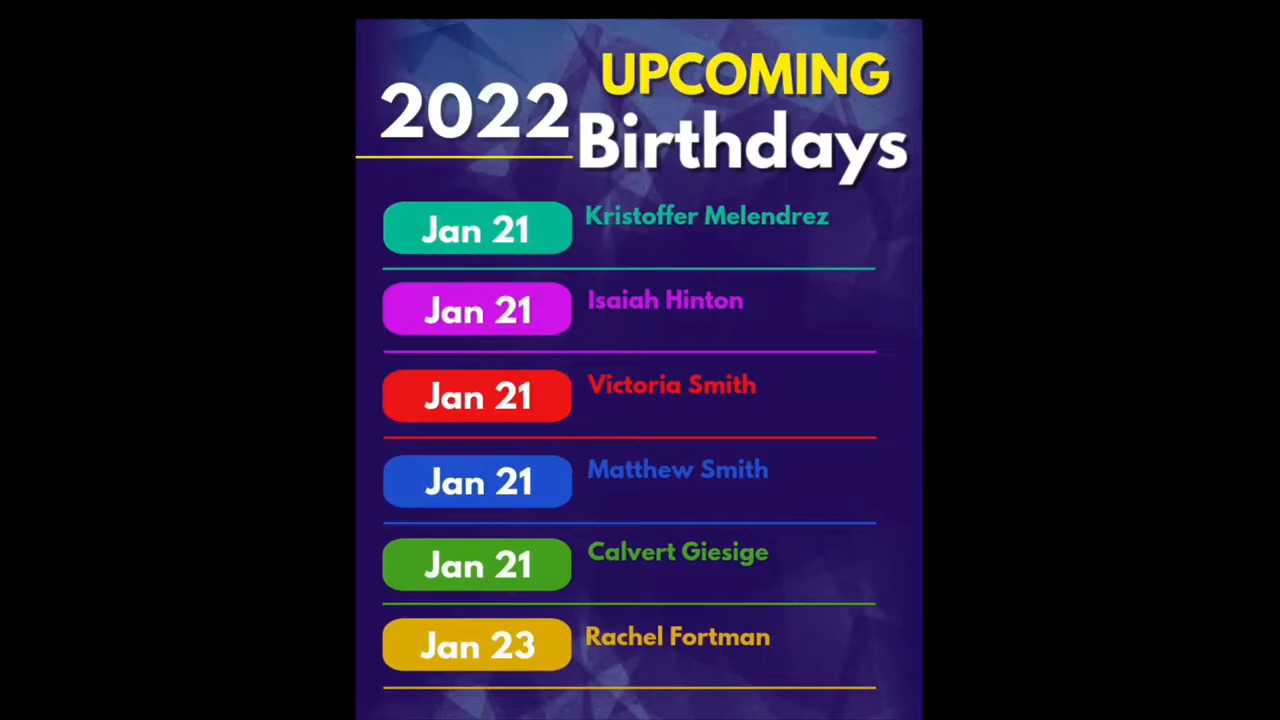 2022
UPCOMING
Birthdays
Jan 21 Kristoffer Melendrez
Jan 21 Isaiah Hinton
Jan 21 Victoria Smith
Jan 21 Matthew Smith
Jan 21 Calvert Giesige
Jan 23 Rachel Fortman